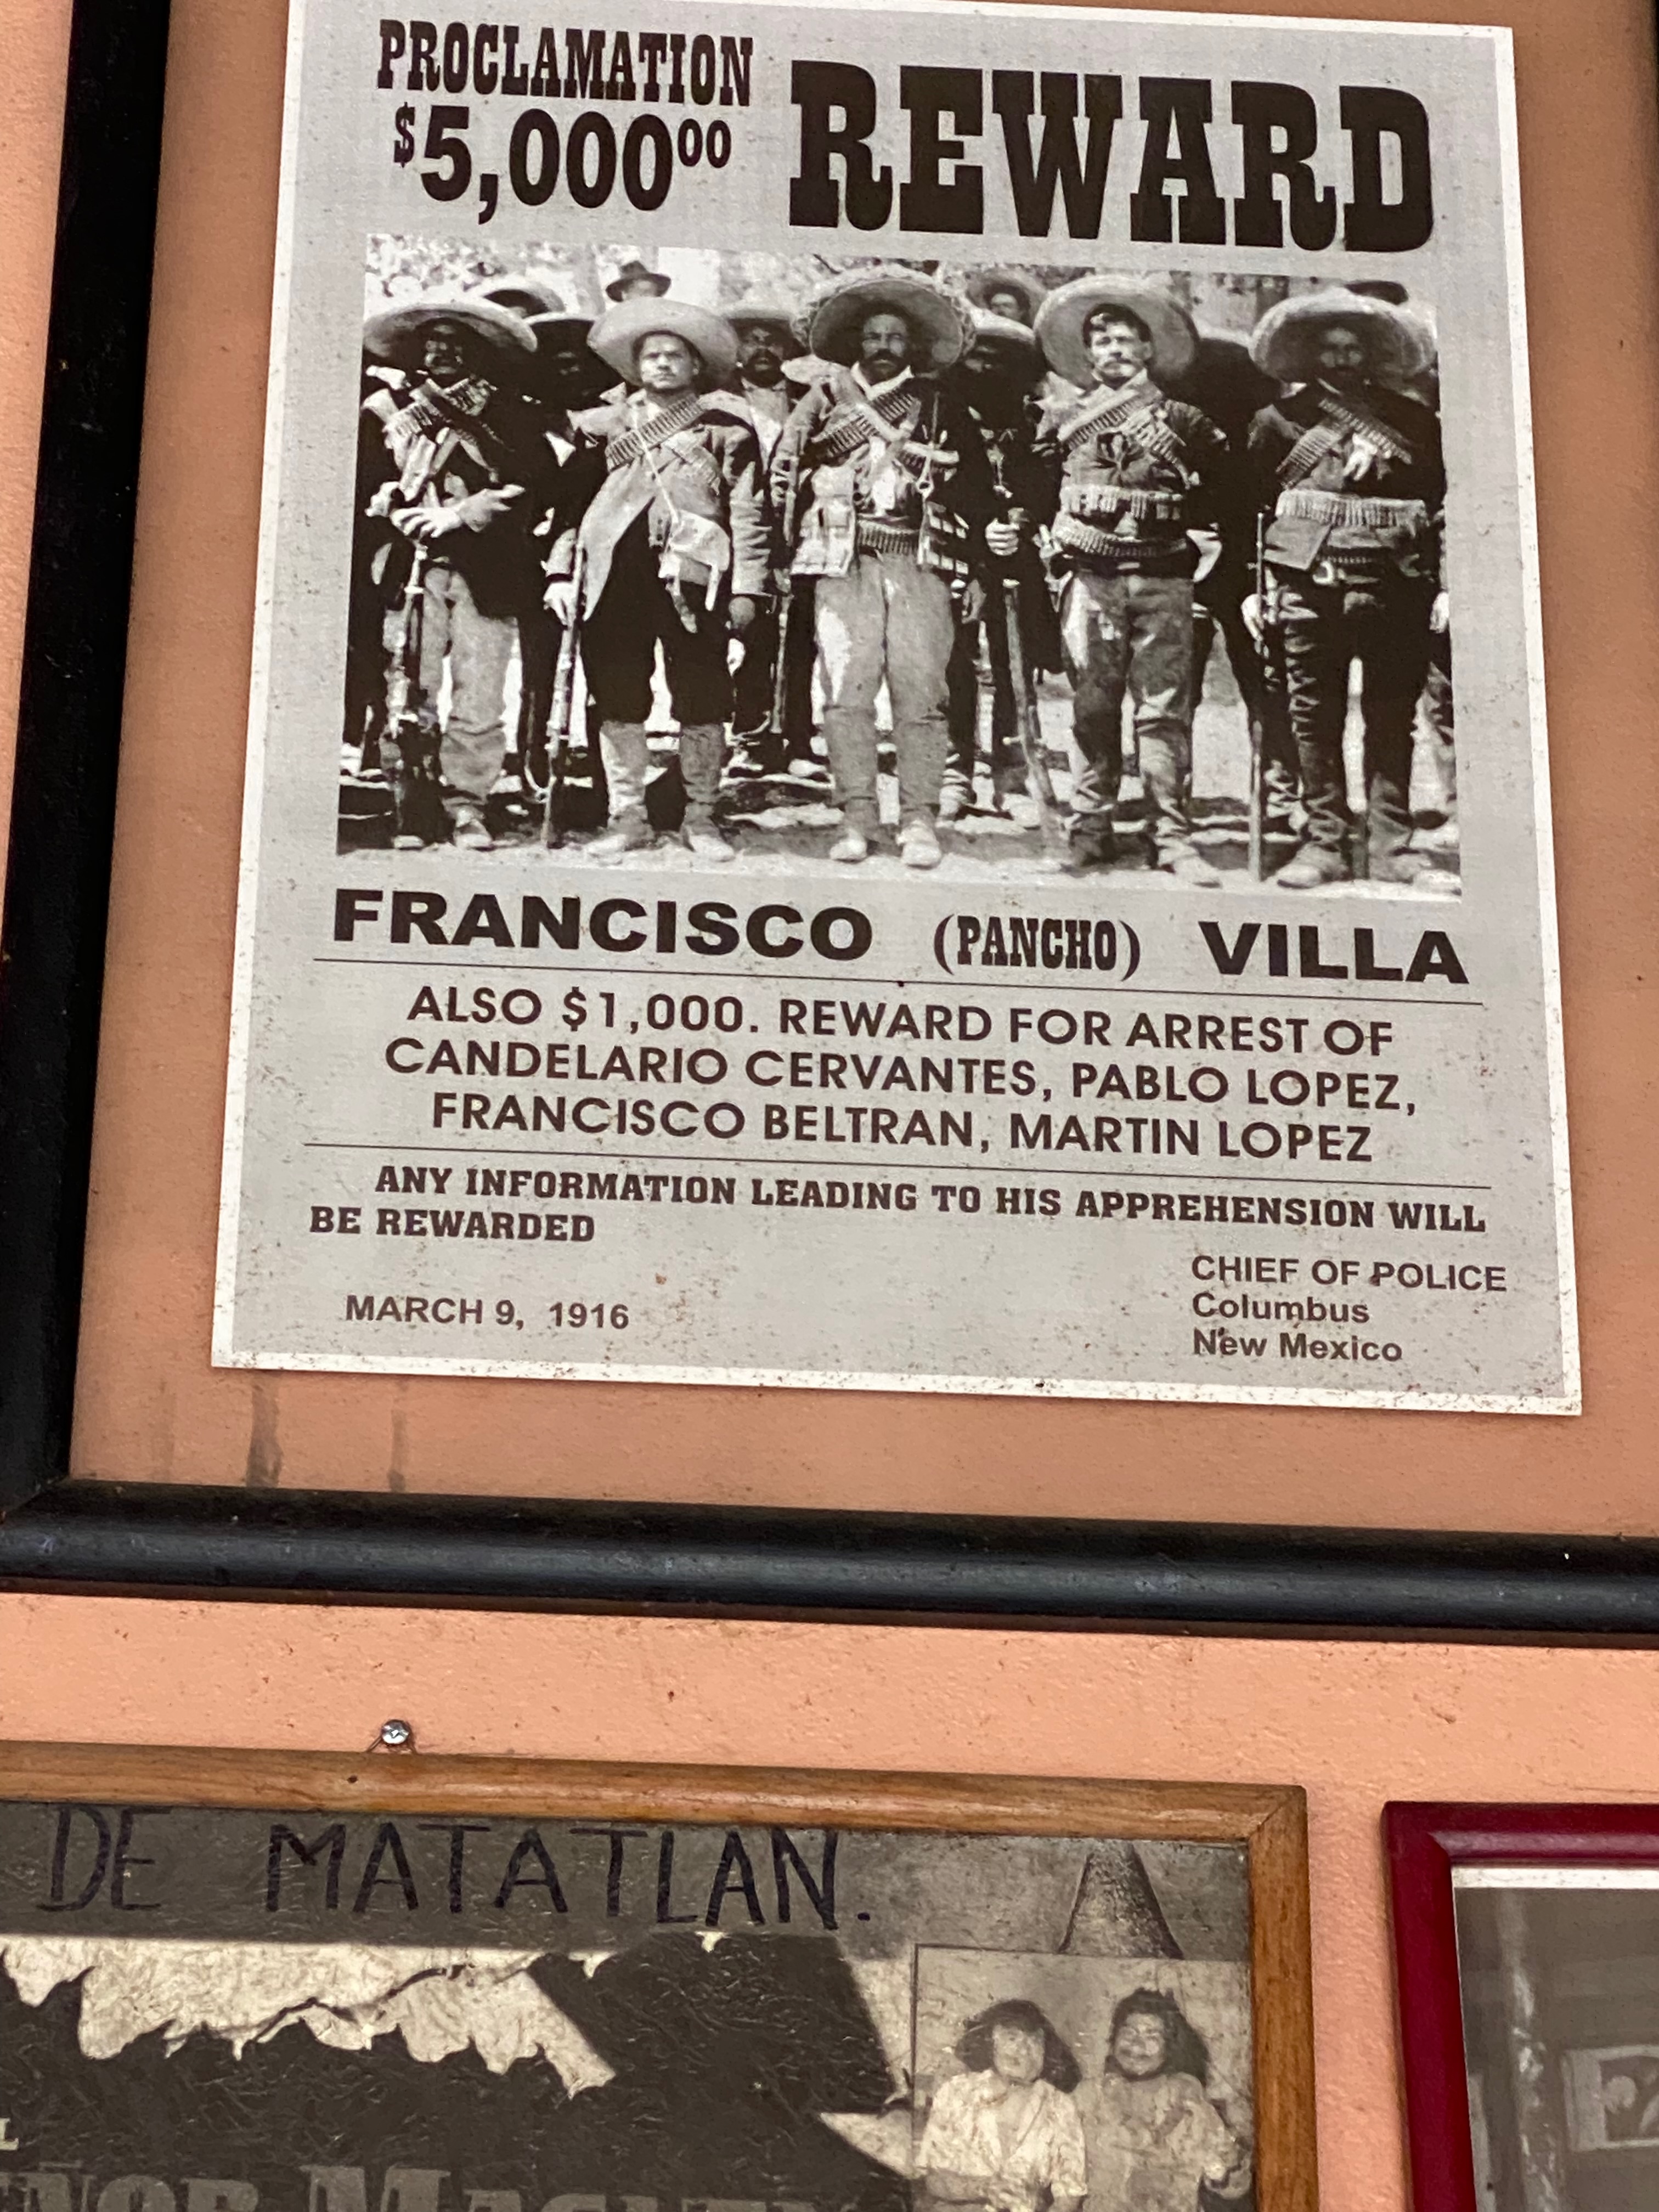 PROCLAMATION
$5,000⁰⁰
REWARD
FRANCISCO (PANCHO) VILLA
ALSO $1,000. REWARD FOR ARREST OF
CANDELARIO CERVANTES, PABLO LOPEZ,
FRANCISCO BELTRAN, MARTIN LOPEZ
ANY INFORMATION LEADING TO HIS APPREHENSION WILL
BE REWARDED
MARCH 9, 1916
CHIEF OF POLICE
Columbus
New Mexico
DE MATATLAN.